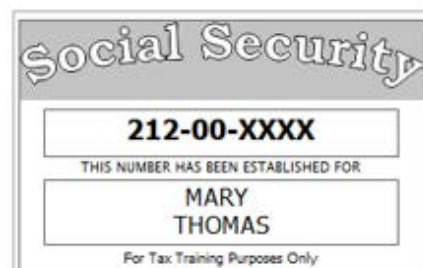 Social Security
212-00-XXXX
THIS NUMBER HAS BEEN ESTABLISHED FOR
MARY
THOMAS
For Tax Training Purposes Only